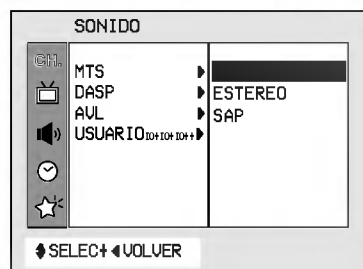 SONIDO
CH.
MTS
DASP
AVL
USUARIO
ESTEREO
SAP
SELEC VOLVER